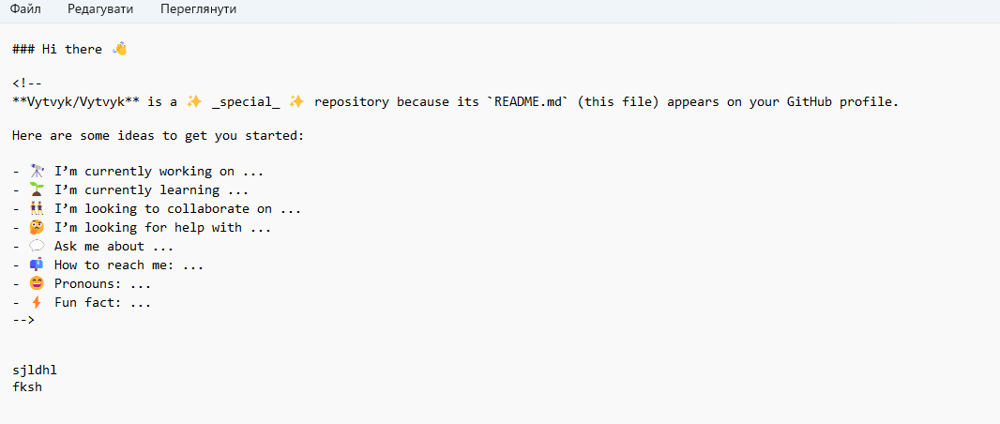 Файл Редагувати Переглянути
### Hi there 👋
<!--
**Vytvyk/Vytvyk** is a ✨ _special_ ✨ repository because its `README.md` (this file) appears on your GitHub profile.
Here are some ideas to get you started:
- 🔭 I’m currently working on ...
- 🌱 I’m currently learning ...
- 👯 I’m looking to collaborate on ...
- 🤔 I’m looking for help with ...
- 💬 Ask me about ...
- 📫 How to reach me: ...
- 😄 Pronouns: ...
- ⚡ Fun fact: ...
-->
sjldhl
fksh